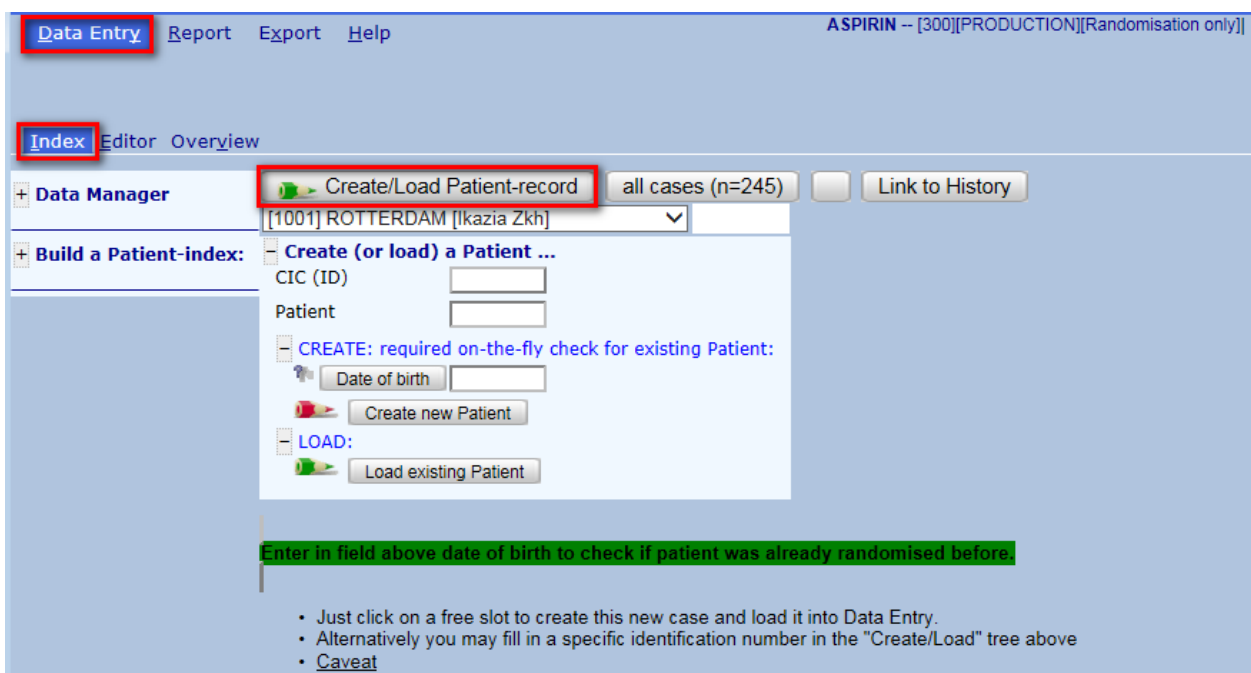 Data Entry Report Export Help
ASPIRIN -- [300][PRODUCTION][Randomisation only]|
Index Editor Overview
+ Data Manager
Create/Load Patient-record all cases (n=245) Link to History
[1001] ROTTERDAM [Ikazia Zkh]
+ Build a Patient-index:
− Create (or load) a Patient ...
CIC (ID)
Patient
− CREATE: required on-the-fly check for existing Patient:
Date of birth
Create new Patient
− LOAD:
Load existing Patient
Enter in field above date of birth to check if patient was already randomised before.
• Just click on a free slot to create this new case and load it into Data Entry.
• Alternatively you may fill in a specific identification number in the "Create/Load" tree above
• Caveat